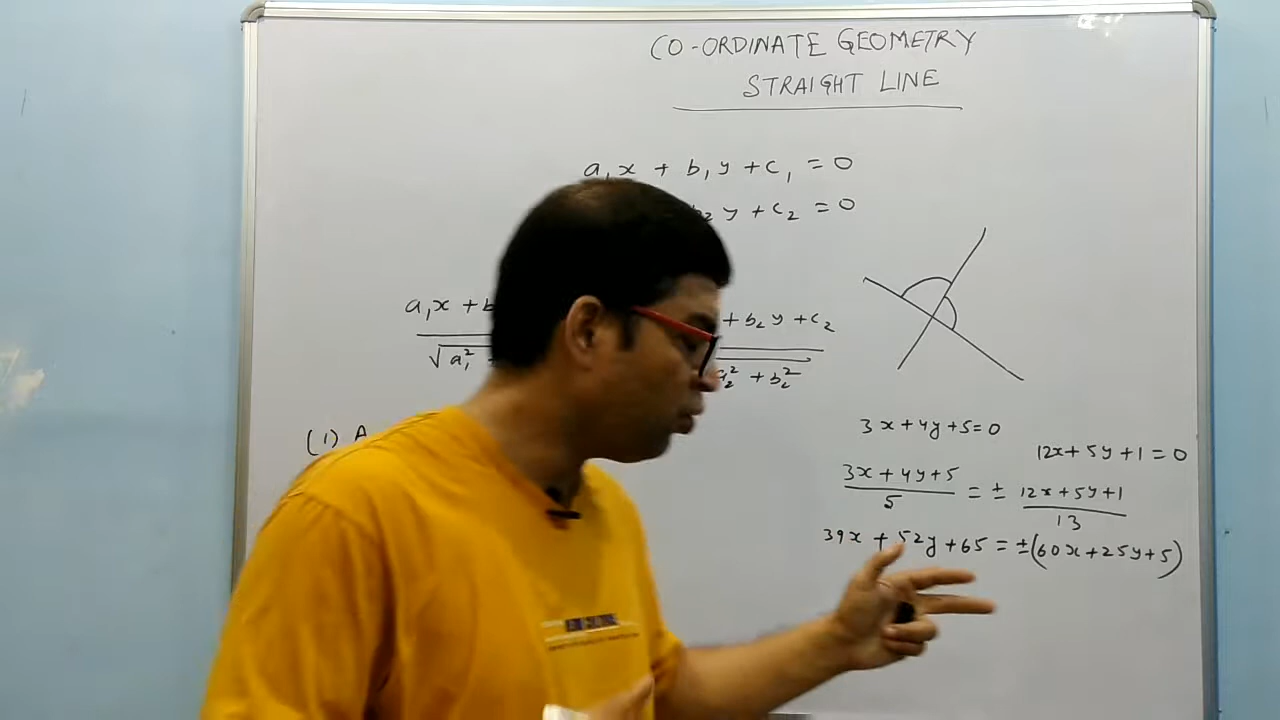 CO-ORDINATE GEOMETRY
STRAIGHT LINE
a₁x + b₁y + c₁ = 0
b₂y + c₂ = 0
a₁x + b
+ b₂y + c₂
√a₁²
a₂² + b₂²
(1) A
3x + 4y + 5 = 0
12x + 5y + 1 = 0
3x + 4y + 5 / 5 = ± 12x + 5y + 1 / 13
39x + 52y + 65 = ±(60x + 25y + 5)